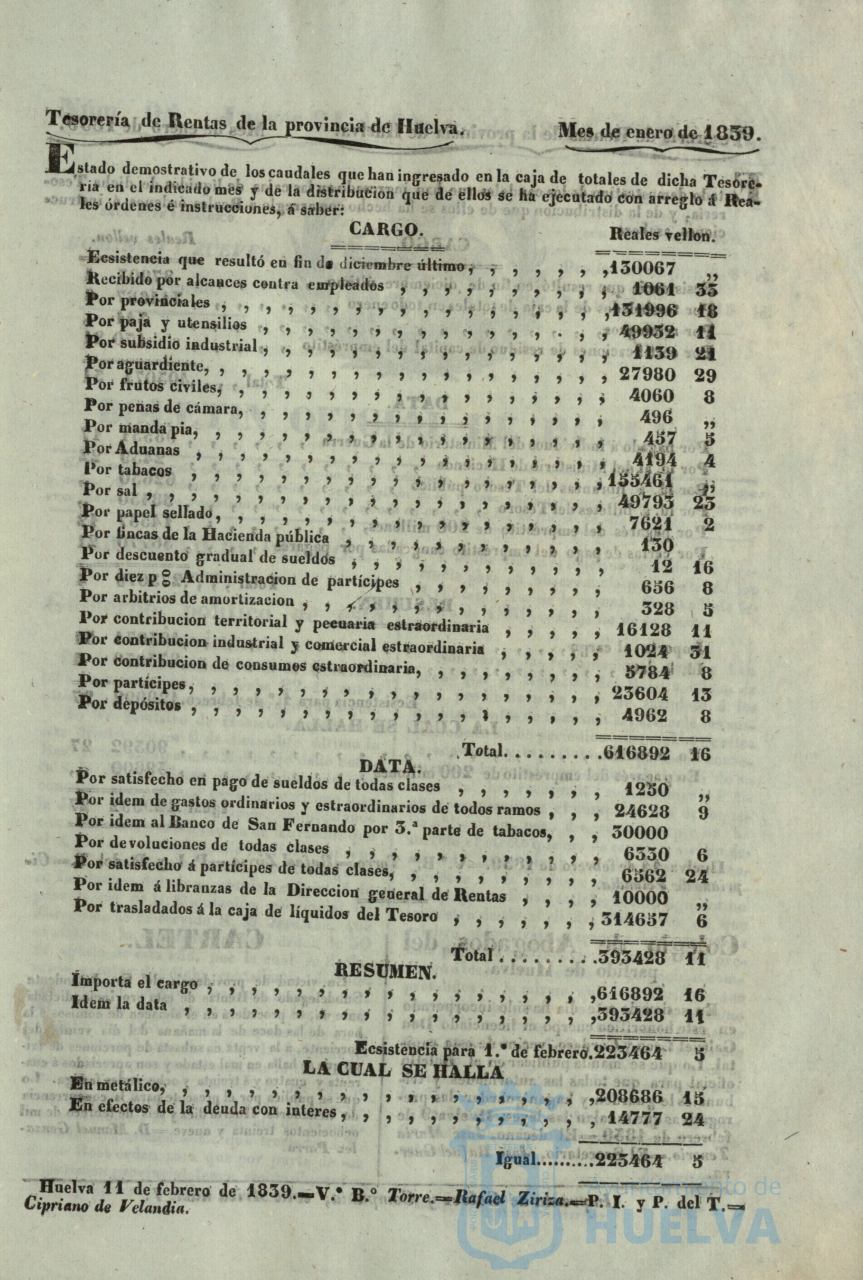 Tesorería de Rentas de la provincia de Huelva. Mes de enero de 1839.
Estado demostrativo de los caudales que han ingresado en la caja de totales de dicha Tesore-
ria en el indicado mes y de la distribucion que de ellos se ha ejecutado con arreglo á Rea-
les órdenes é instrucciones, á saber:
CARGO. Reales vellon.
Ecsistencia que resultó en fin de diciembre último, , , , , , ,130067 ,,
Recibido por alcances contra empleados , , , , , , , , , , 1061 33
Por provinciales , , , , , , , , , , , , , , , , , ,131996 18
Por paja y utensilios , , , , , , , , , , , , , . , , 49932 11
Por subsidio industrial , , , , , , , , , , , , , , , , 1139 21
Por aguardiente, , , , , , , , , , , , , , , , , , , 27980 29
Por frutos civiles, , , , , , , , , , , , , , , , , , 4060 8
Por penas de cámara, , , , , , , , , , , , , , , , , 496 ,,
Por manda pia, , , , , , , , , , , , , , , , , , , 457 5
Por Aduanas , , , , , , , , , , , , , , , , , , , 4194 4
Por tabacos , , , , , , , , , , , , , , , , , , ,155461 ,,
Por sal , , , , , , , , , , , , , , , , , , , , , 49793 23
Por papel sellado, , , , , , , , , , , , , , , , , , 7621 2
Por fincas de la Hacienda pública , , , , , , , , , , , , 130 ,
Por descuento gradual de sueldos , , , , , , , , , , , , 12 16
Por diez p 8 Administracion de partícipes , , , , , , , , , 656 8
Por arbitrios de amortizacion , , , , , , , , , , , , , , 328 5
Por contribucion territorial y pecuaria estraordinaria , , , , , 16128 11
Por contribucion industrial y comercial estraordinaria , , , , , 1024 31
Por contribucion de consumos estraordinaria, , , , , , , , 5784 8
Por partícipes, , , , , , , , , , , , , , , , , , , 23604 13
Por depósitos , , , , , , , , , , , , , , , , , , , 4962 8
Total. . . . . . . . . .616892 16
DATA.
Por satisfecho en pago de sueldos de todas clases , , , , , , , 1250 ,,
Por idem de gastos ordinarios y estraordinarios de todos ramos , , , 24628 9
Por idem al Banco de San Fernando por 3.ª parte de tabacos, , , 30000
Por devoluciones de todas clases , , , , , , , , , , , , 6330 6
Por satisfecho á partícipes de todas clases, , , , , , , , , , 6562 24
Por idem á libranzas de la Direccion general de Rentas , , , , 10000 ,,
Por trasladados á la caja de líquidos del Tesoro , , , , , , , 314657 6
Total . . . . . . . . .393428 11
RESUMEN.
Importa el cargo , , , , , , , , , , , , , , , , , ,616892 16
Idem la data , , , , , , , , , , , , , , , , , , ,393428 11
Ecsistencia para 1.º de febrero.223464 5
LA CUAL SE HALLA
En metálico, , , , , , , , , , , , , , , , , , , ,208686 15
En efectos de la deuda con interes, , , , , , , , , , , , 14777 24
Igual..........223464 5
Huelva 11 de febrero de 1839.=V.º B.º Torre.=Rafael Ziriza.=P. I. y P. del T.=
Cipriano de Velandia.
Ayuntamiento de
HUELVA